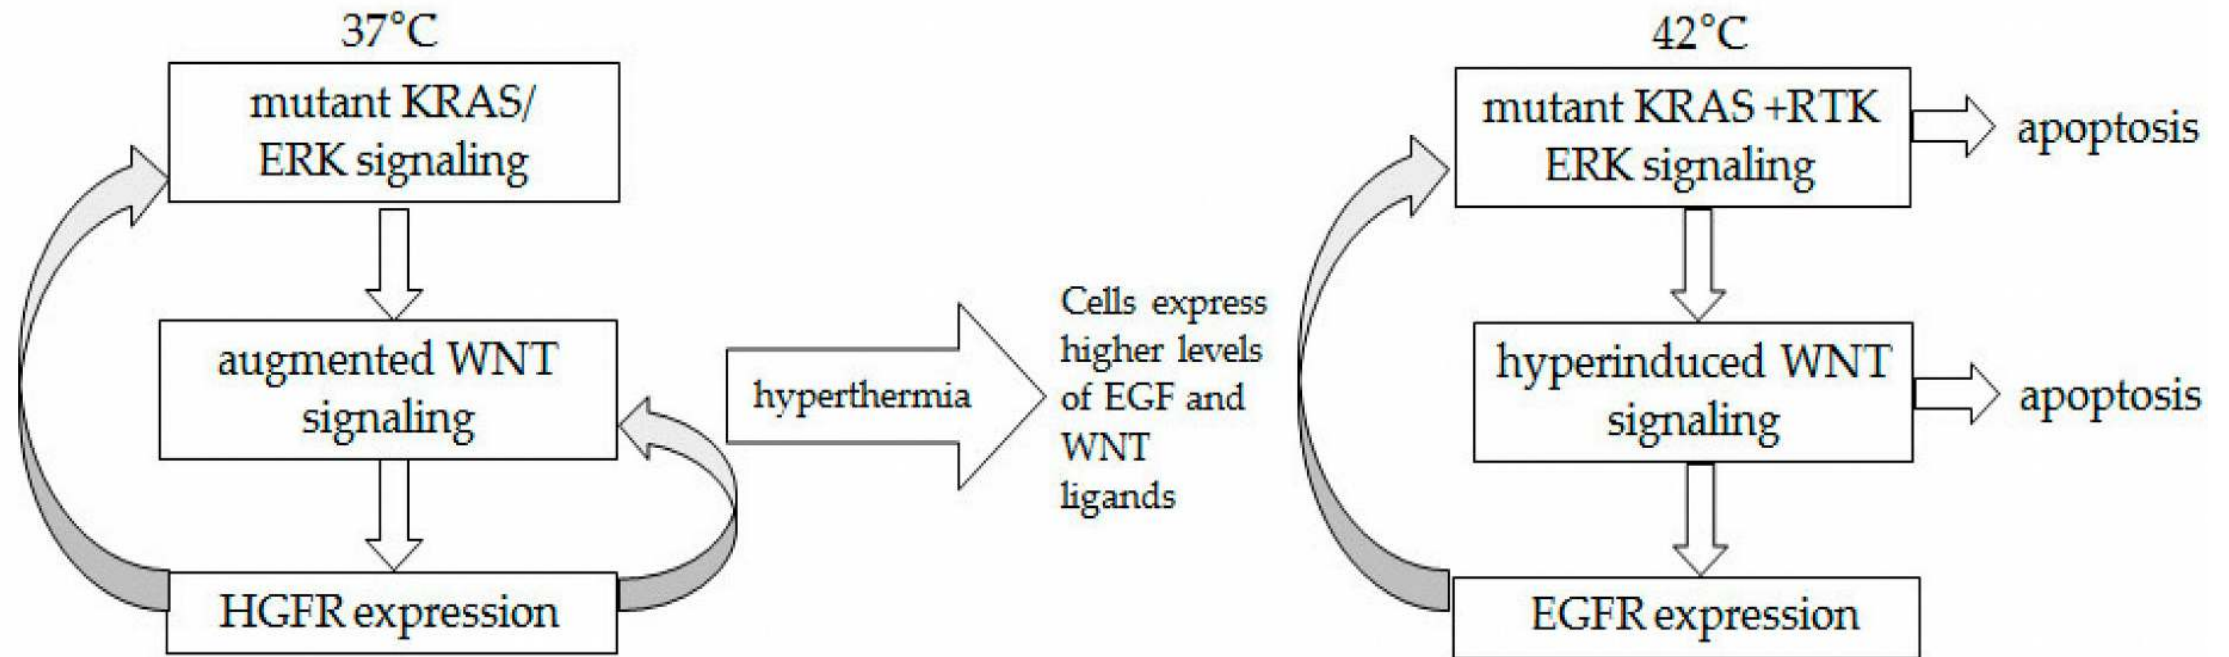 37°C
mutant KRAS/
ERK signaling
augmented WNT
signaling
HGFR expression
hyperthermia
Cells express
higher levels
of EGF and
WNT
ligands
42°C
mutant KRAS +RTK
ERK signaling
apoptosis
hyperinduced WNT
signaling
apoptosis
EGFR expression